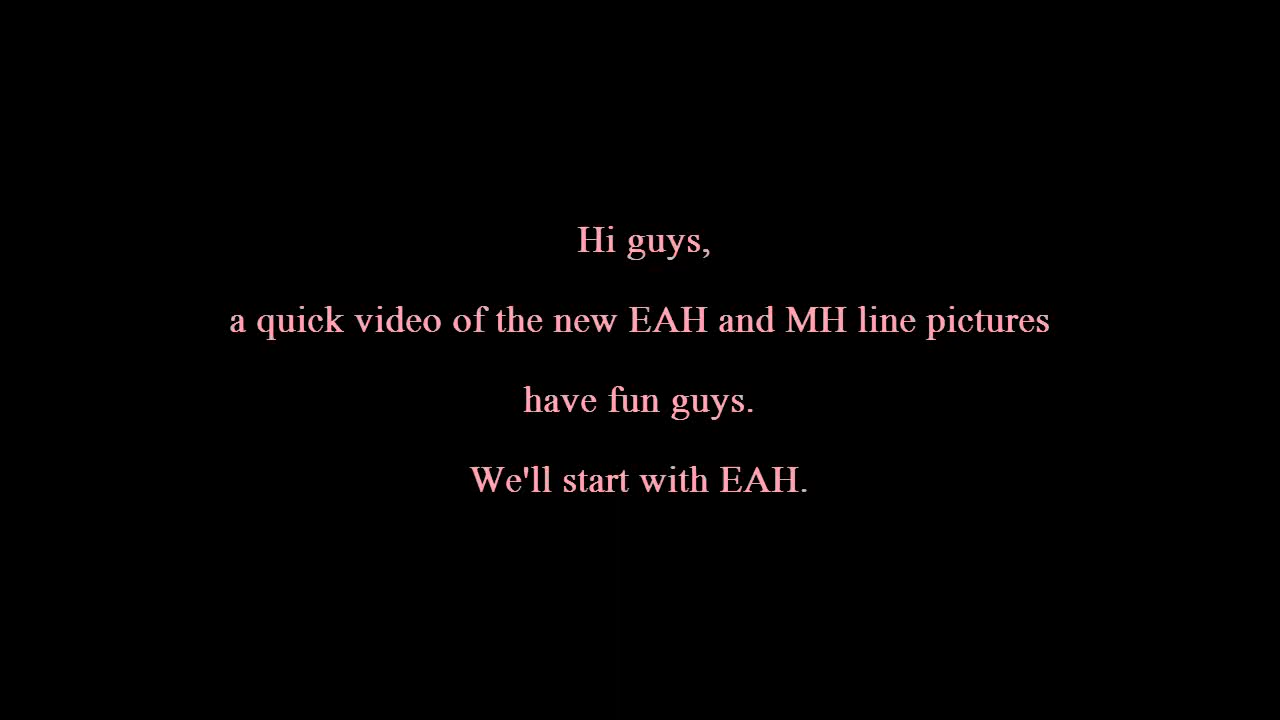 Hi guys,
a quick video of the new EAH and MH line pictures
have fun guys.
We'll start with EAH.